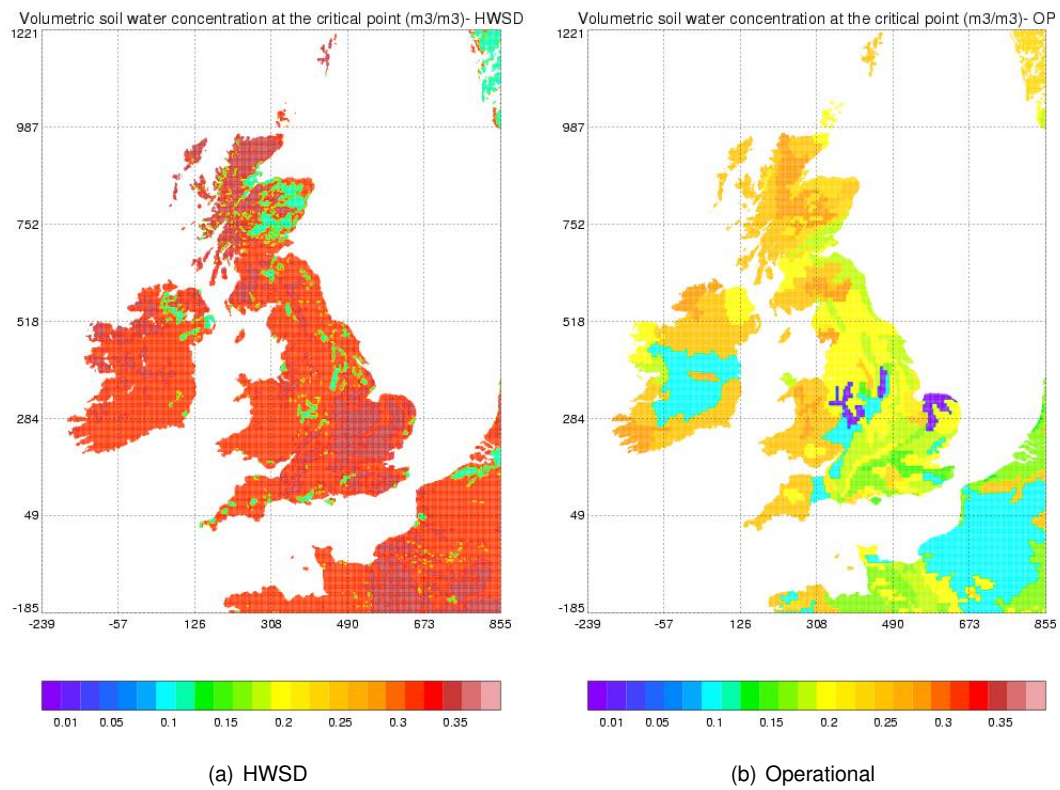 Volumetric soil water concentration at the critical point (m3/m3)- HWSD
1221
987
752
518
284
49
-185
-239 -57 126 308 490 673 855
0.01 0.05 0.1 0.15 0.2 0.25 0.3 0.35
(a) HWSD
Volumetric soil water concentration at the critical point (m3/m3)- OP
1221
987
752
518
284
49
-185
-239 -57 126 308 490 673 855
0.01 0.05 0.1 0.15 0.2 0.25 0.3 0.35
(b) Operational